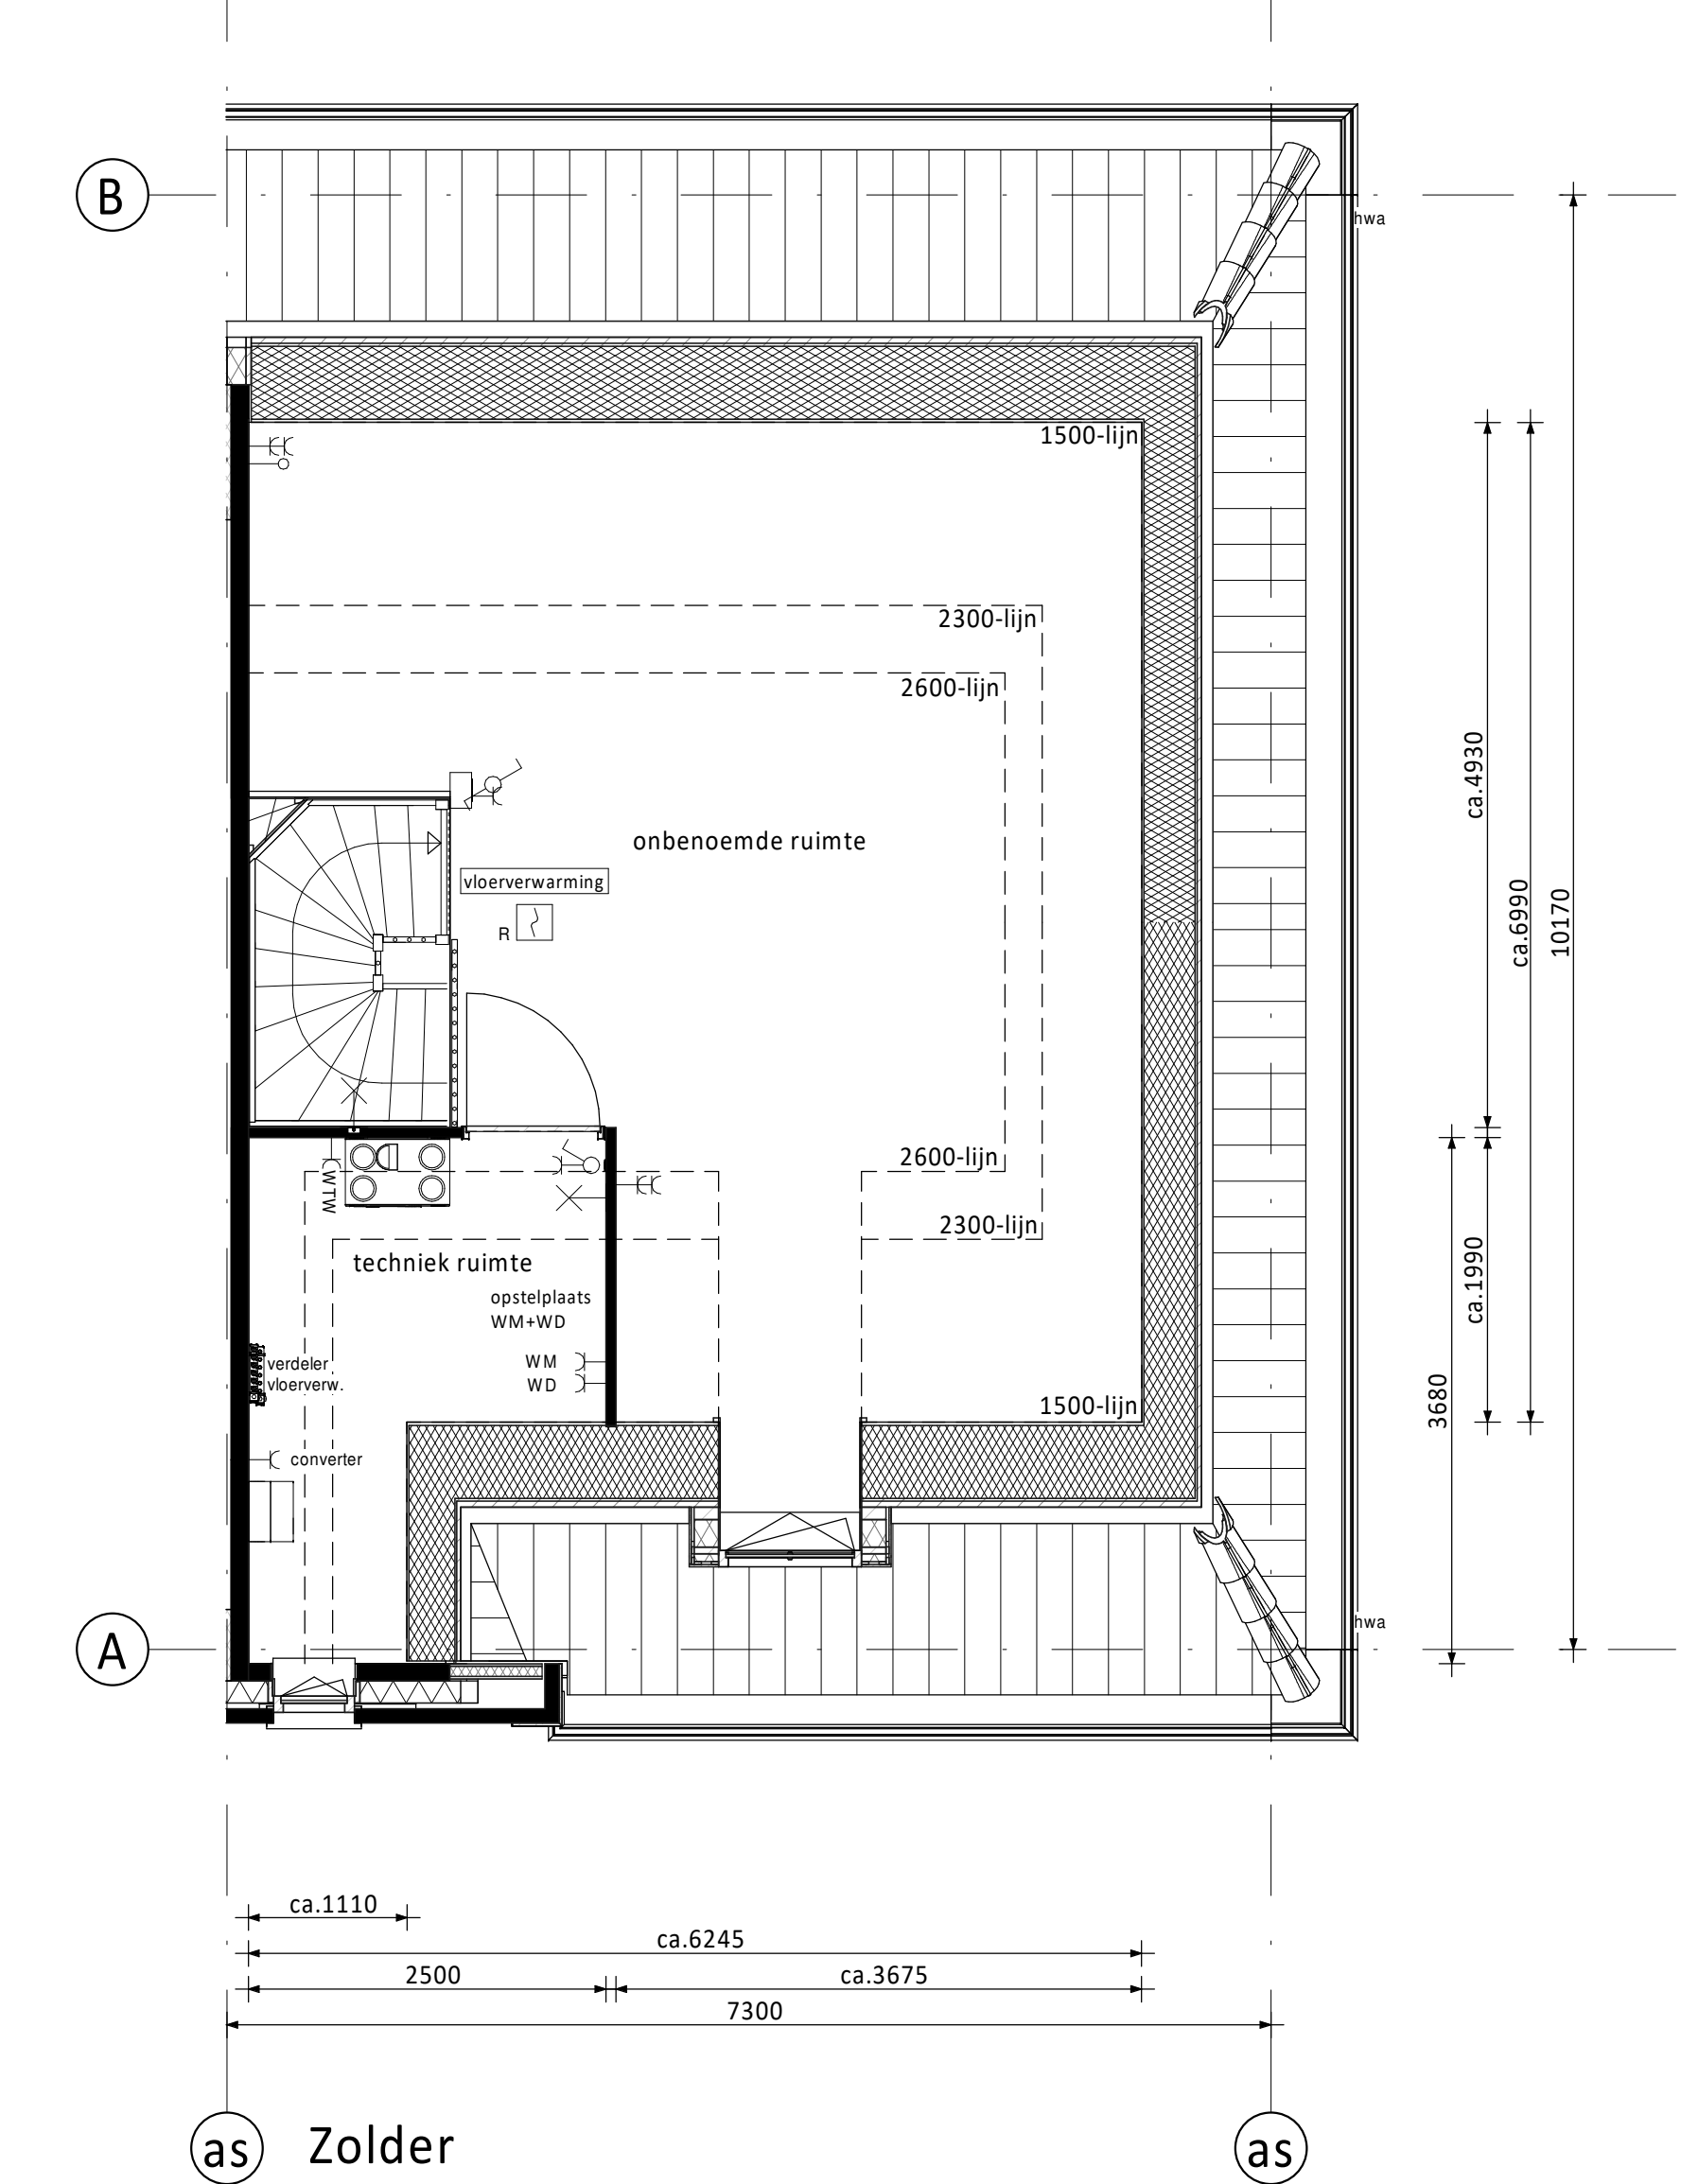 B
hwa
1500-lijn
2300-lijn
2600-lijn
ca.4930
onbenoemde ruimte
vloerverwarming
R
ca.6990
10170
2600-lijn
WTW
2300-lijn
techniek ruimte
opstelplaats
WM+WD
ca.1990
verdeler
vloerverw.
WM
WD
1500-lijn
3680
converter
A
hwa
ca.1110
ca.6245
2500
ca.3675
7300
as
Zolder
as